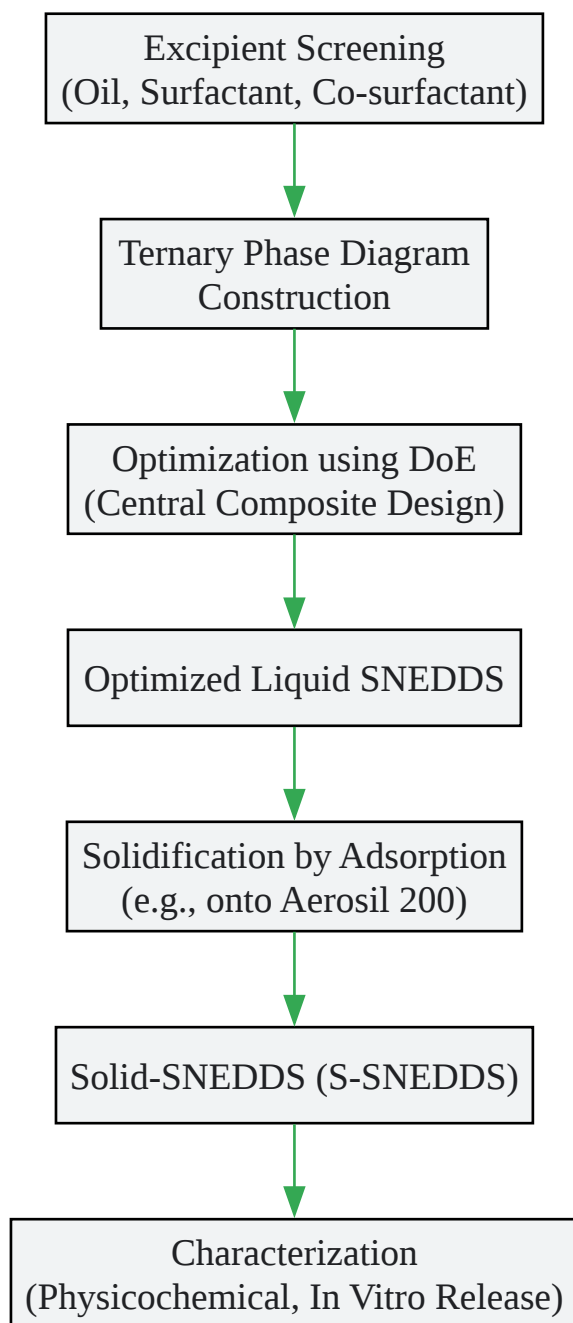 Excipient Screening
(Oil, Surfactant, Co-surfactant)
Ternary Phase Diagram
Construction
Optimization using DoE
(Central Composite Design)
Optimized Liquid SNEDDS
Solidification by Adsorption
(e.g., onto Aerosil 200)
Solid-SNEDDS (S-SNEDDS)
Characterization
(Physicochemical, In Vitro Release)